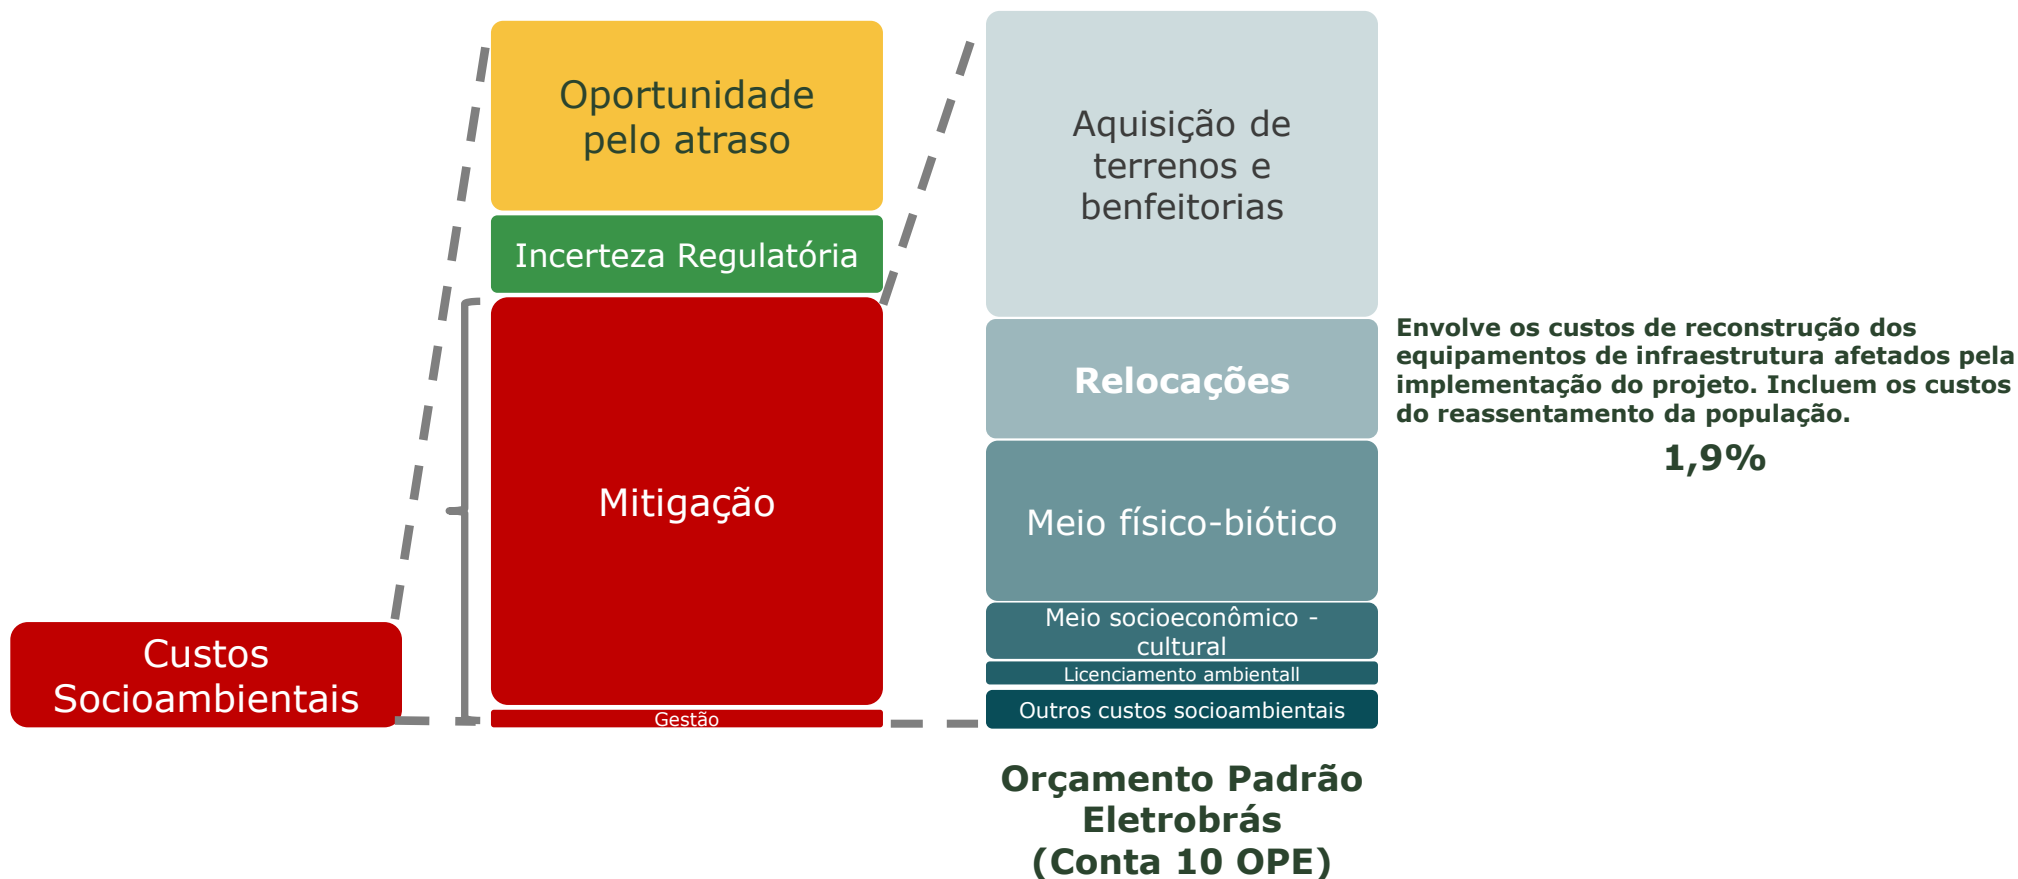 Custos
Socioambientais
Oportunidade
pelo atraso
Incerteza Regulatória
Mitigação
Gestão
Aquisição de
terrenos e
benfeitorias
Relocações
Meio físico-biótico
Meio socioeconômico -
cultural
Licenciamento ambientall
Outros custos socioambientais
Orçamento Padrão
Eletrobrás
(Conta 10 OPE)
Envolve os custos de reconstrução dos
equipamentos de infraestrutura afetados pela
implementação do projeto. Incluem os custos
do reassentamento da população.
1,9%